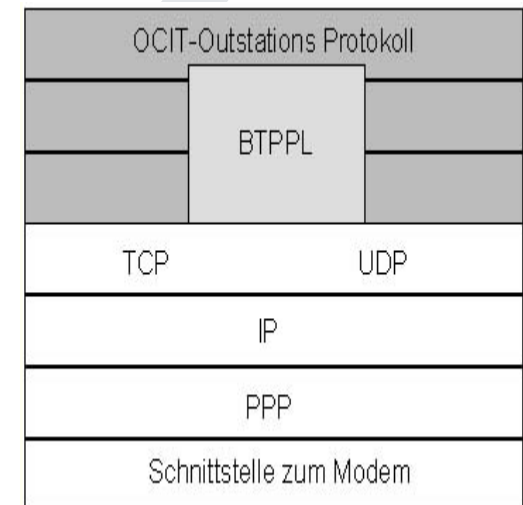 OCIT-Outstations Protokoll
BTPPL
TCP UDP
IP
PPP
Schnittstelle zum Modem